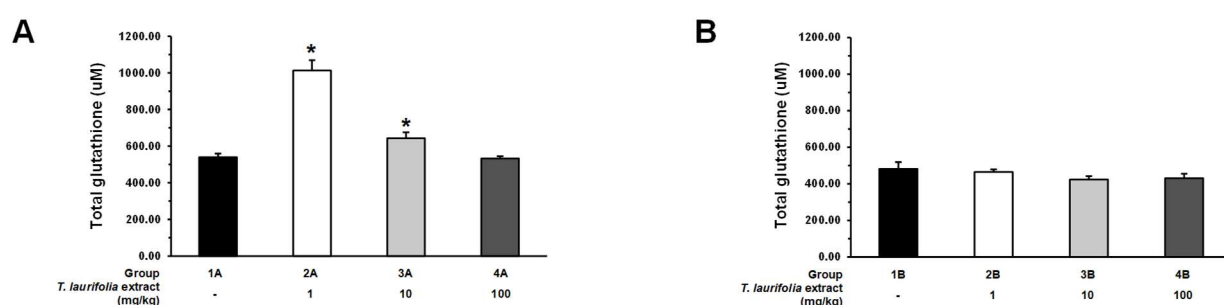 A
Total glutathione (uM)
1200.00
1000.00
800.00
600.00
400.00
200.00
0.00
*
*
Group 1A 2A 3A 4A
T. laurifolia extract
(mg/kg) - 1 10 100
B
Total glutathione (uM)
1200.00
1000.00
800.00
600.00
400.00
200.00
0.00
Group 1B 2B 3B 4B
T. laurifolia extract
(mg/kg) - 1 10 100